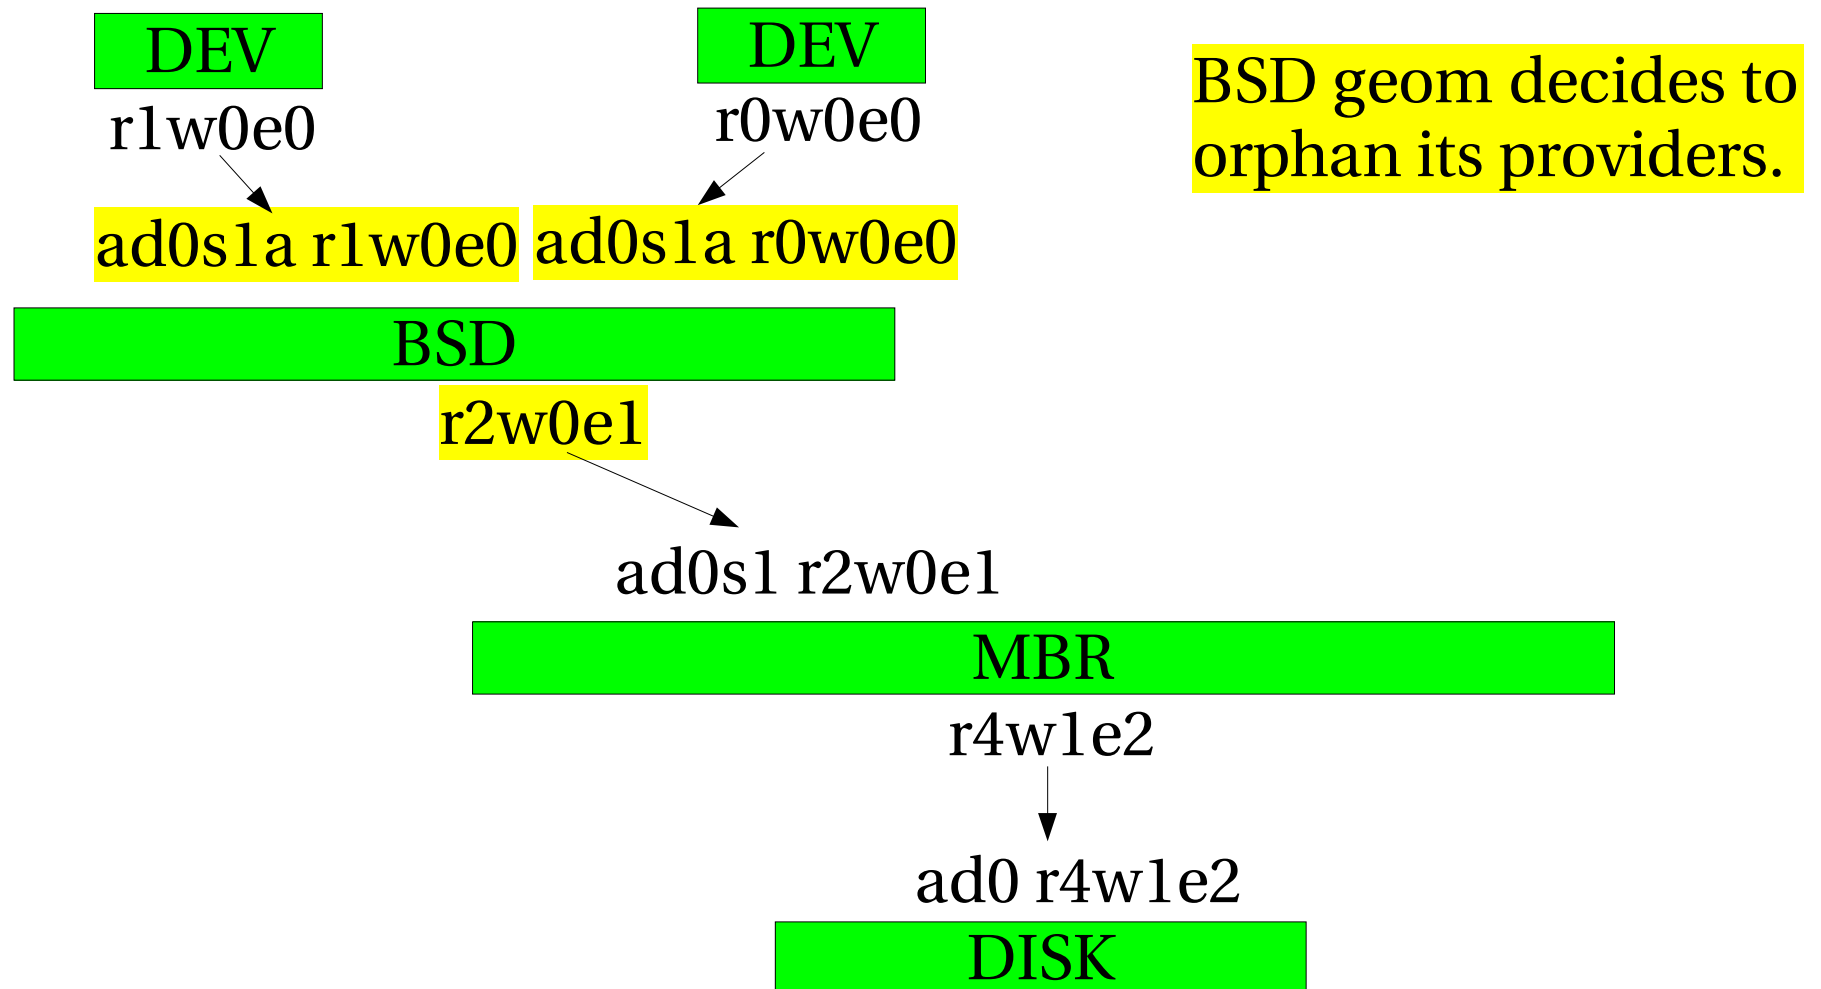 DEV
DEV
BSD geom decides to
orphan its providers.
r1w0e0
r0w0e0
ad0s1a r1w0e0
ad0s1a r0w0e0
BSD
r2w0e1
ad0s1 r2w0e1
MBR
r4w1e2
ad0 r4w1e2
DISK